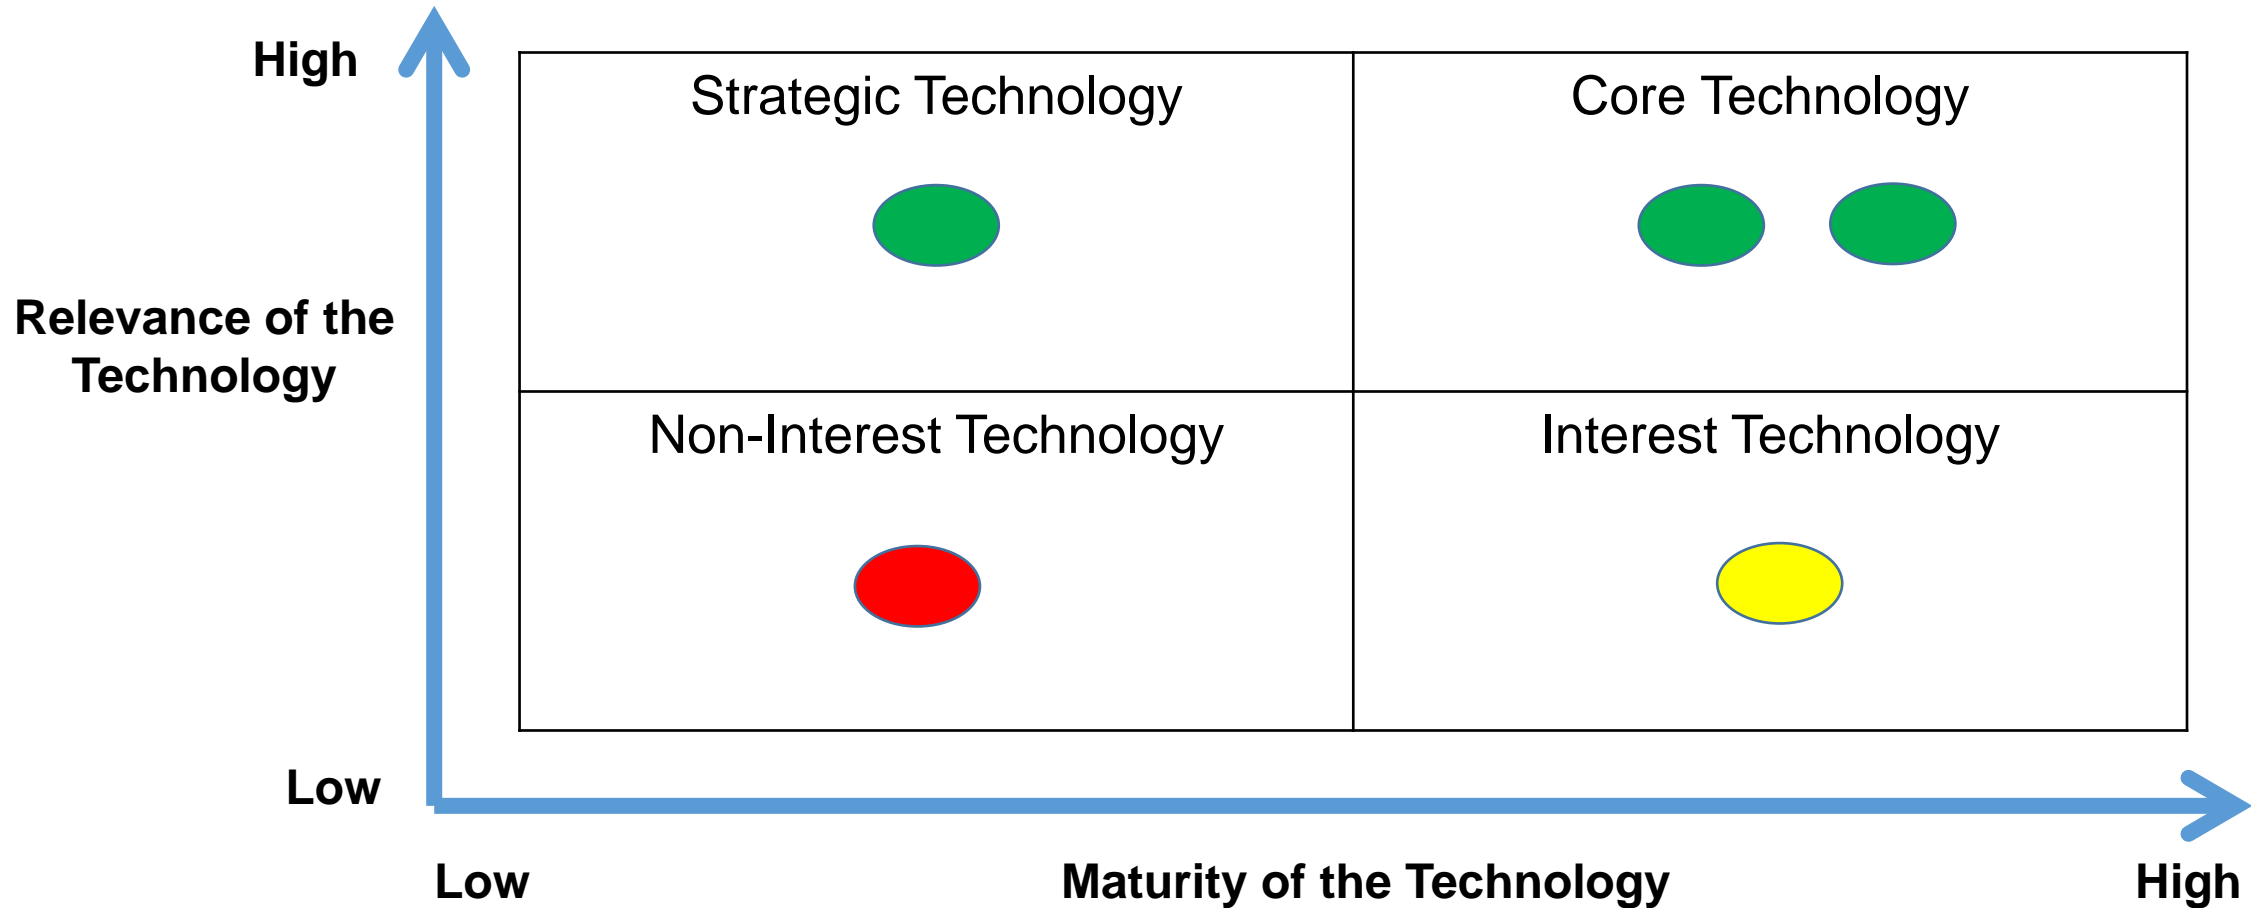 High
Strategic Technology
Core Technology
Relevance of the
Technology
Non-Interest Technology
Interest Technology
Low
Low
Maturity of the Technology
High